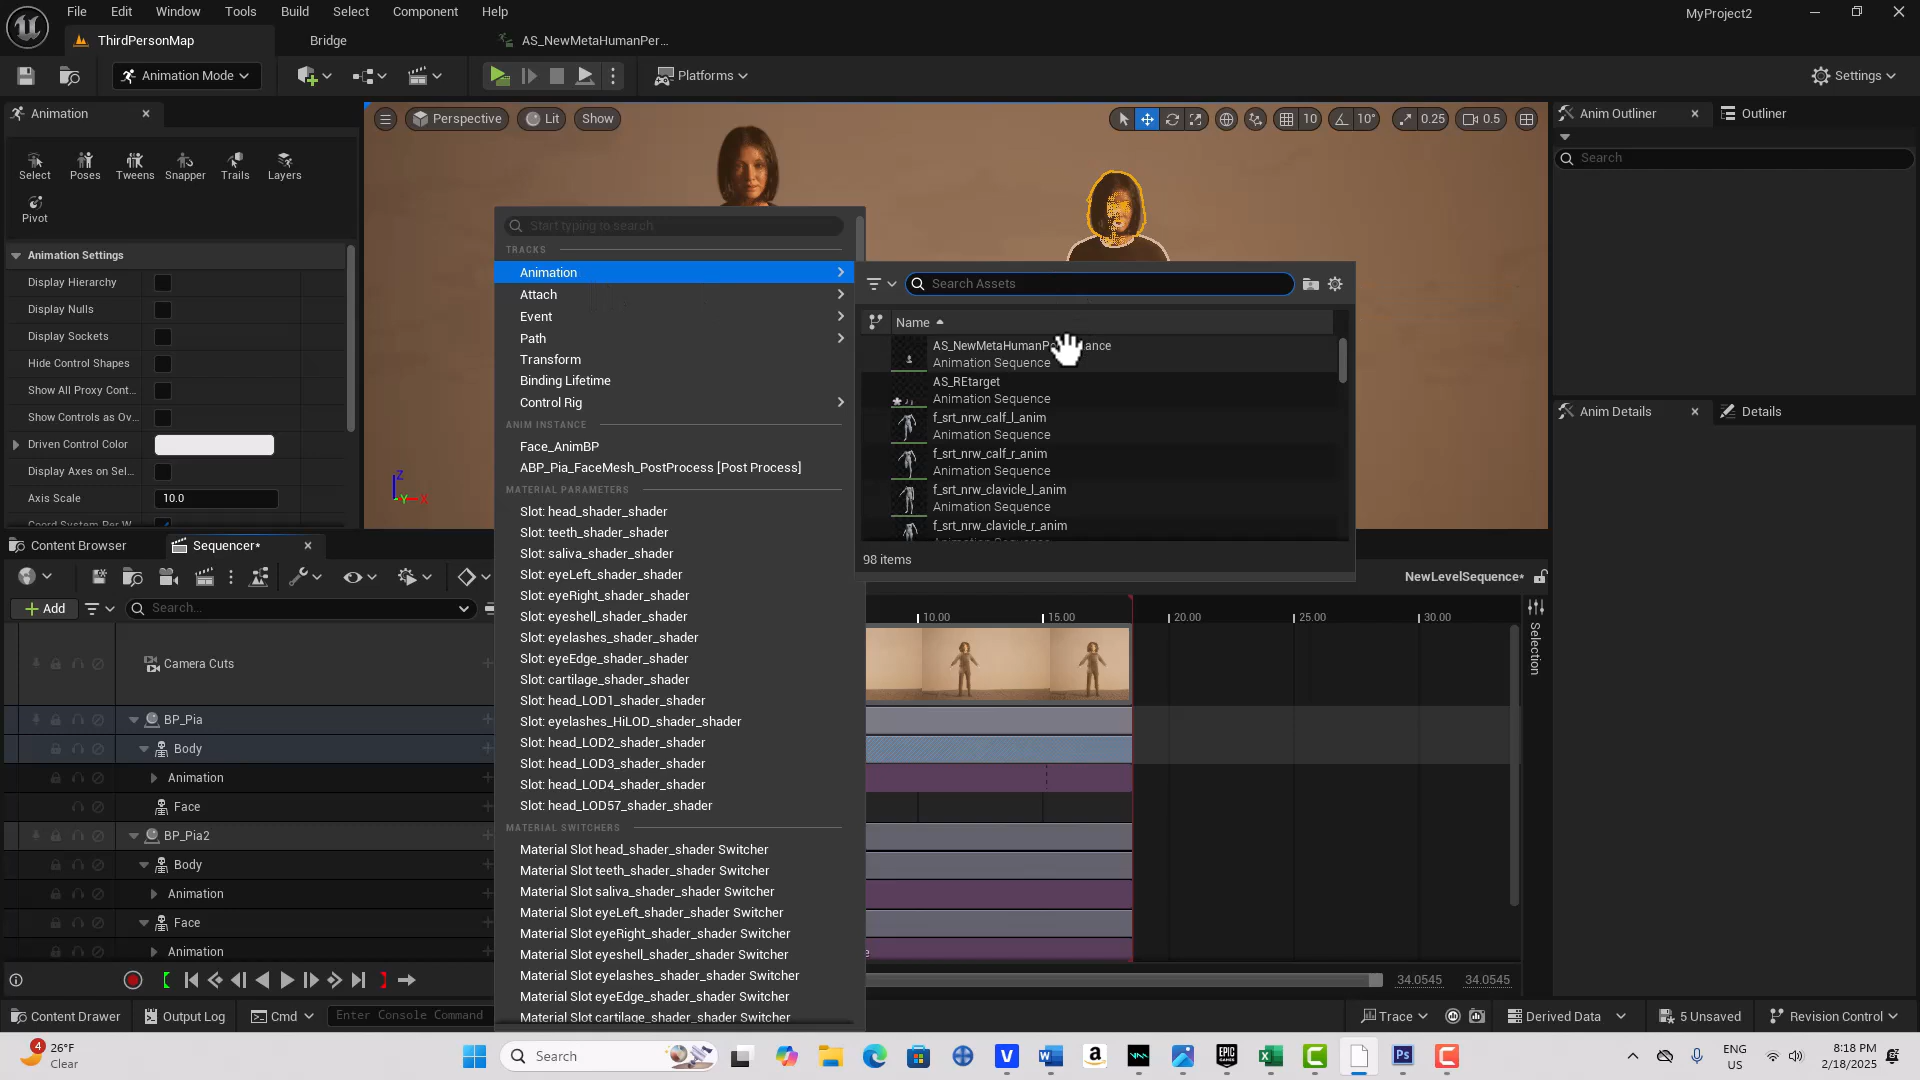 File Edit Window Tools Build Select Component Help
MyProject2
ThirdPersonMap
Bridge
AS_NewMetaHumanPer...
Animation Mode
Platforms
Settings
Animation
Perspective
Lit
Show
10
10°
0.25
0.5
Anim Outliner
Outliner
Search
Select
Poses
Tweens
Snapper
Trails
Layers
Pivot
Animation Settings
Display Hierarchy
Display Nulls
Display Sockets
Hide Control Shapes
Show All Proxy Cont...
Show Controls as Ov...
Driven Control Color
Display Axes on Sel...
Axis Scale
10.0
Z
Y
X
Start typing to search
TRACKS
Animation
Attach
Event
Path
Transform
Binding Lifetime
Control Rig
ANIM INSTANCE
Face_AnimBP
ABP_Pia_FaceMesh_PostProcess [Post Process]
MATERIAL PARAMETERS
Slot: head_shader_shader
Slot: teeth_shader_shader
Slot: saliva_shader_shader
Slot: eyeLeft_shader_shader
Slot: eyeRight_shader_shader
Slot: eyeshell_shader_shader
Slot: eyelashes_shader_shader
Slot: eyeEdge_shader_shader
Slot: cartilage_shader_shader
Slot: head_LOD1_shader_shader
Slot: eyelashes_HiLOD_shader_shader
Slot: head_LOD2_shader_shader
Slot: head_LOD3_shader_shader
Slot: head_LOD4_shader_shader
Slot: head_LOD57_shader_shader
MATERIAL SWITCHERS
Material Slot head_shader_shader Switcher
Material Slot teeth_shader_shader Switcher
Material Slot saliva_shader_shader Switcher
Material Slot eyeLeft_shader_shader Switcher
Material Slot eyeRight_shader_shader Switcher
Material Slot eyeshell_shader_shader Switcher
Material Slot eyelashes_shader_shader Switcher
Material Slot eyeEdge_shader_shader Switcher
Material Slot cartilage_shader_shader Switcher
Search Assets
Name
Animation Sequence
AS_REtarget
Animation Sequence
f_srt_nrw_calf_l_anim
Animation Sequence
f_srt_nrw_calf_r_anim
Animation Sequence
f_srt_nrw_clavicle_l_anim
Animation Sequence
f_srt_nrw_clavicle_r_anim
98 items
Anim Details
Details
Content Browser
Sequencer*
NewLevelSequence*
Add
Search...
10.00
15.00
20.00
25.00
30.00
Selection
Camera Cuts
BP_Pia
Body
Animation
Face
BP_Pia2
Body
Animation
Face
Animation
34.0545
34.0545
Content Drawer
Output Log
Cmd
Enter Console Command
Trace
Derived Data
5 Unsaved
Revision Control
4
26°F
Clear
Search
ENG
US
8:18 PM
2/18/2025